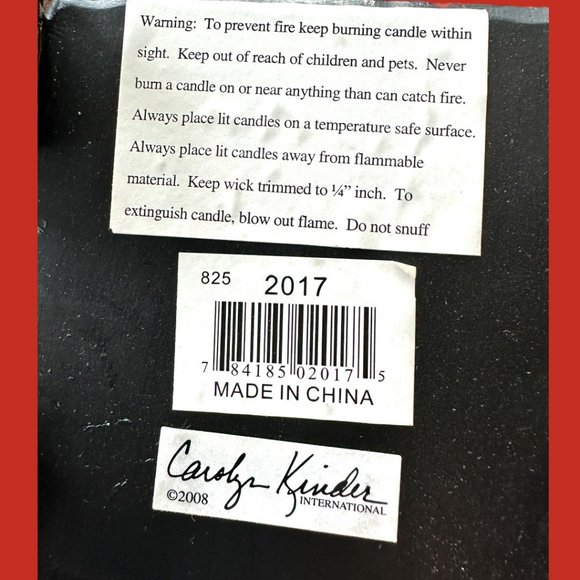 Warning: To prevent fire keep burning candle within
sight. Keep out of reach of children and pets. Never
burn a candle on or near anything than can catch fire.
Always place lit candles on a temperature safe surface.
Always place lit candles away from flammable
material. Keep wick trimmed to ¼” inch. To
extinguish candle, blow out flame. Do not snuff
825 2017
7 84185 02017 5
MADE IN CHINA
Carolyn Kinder
©2008 INTERNATIONAL